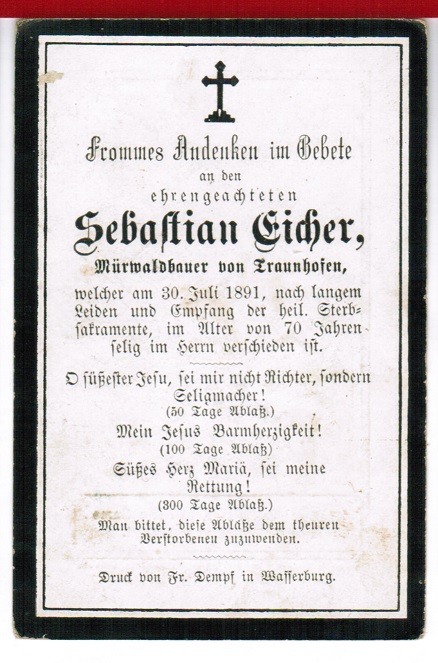 Frommes Andenken im Gebete
an den
ehrengeachteten
Sebastian Eicher,
Mürwaldbauer von Traunhofen,
welcher am 30. Juli 1891, nach langem
Leiden und Empfang der heil. Sterb-
sakramente, im Alter von 70 Jahren
selig im Herrn verschieden ist.
O süßester Jesu, sei mir nicht Richter, sondern
Seligmacher!
(50 Tage Ablaß.)
Mein Jesus Barmherzigkeit!
(100 Tage Ablaß)
Süßes Herz Mariä, sei meine
Rettung!
(300 Tage Ablaß.)
Man bittet, diese Abläße dem theuren
Verstorbenen zuzuwenden.
Druck von Fr. Dempf in Wasserburg.